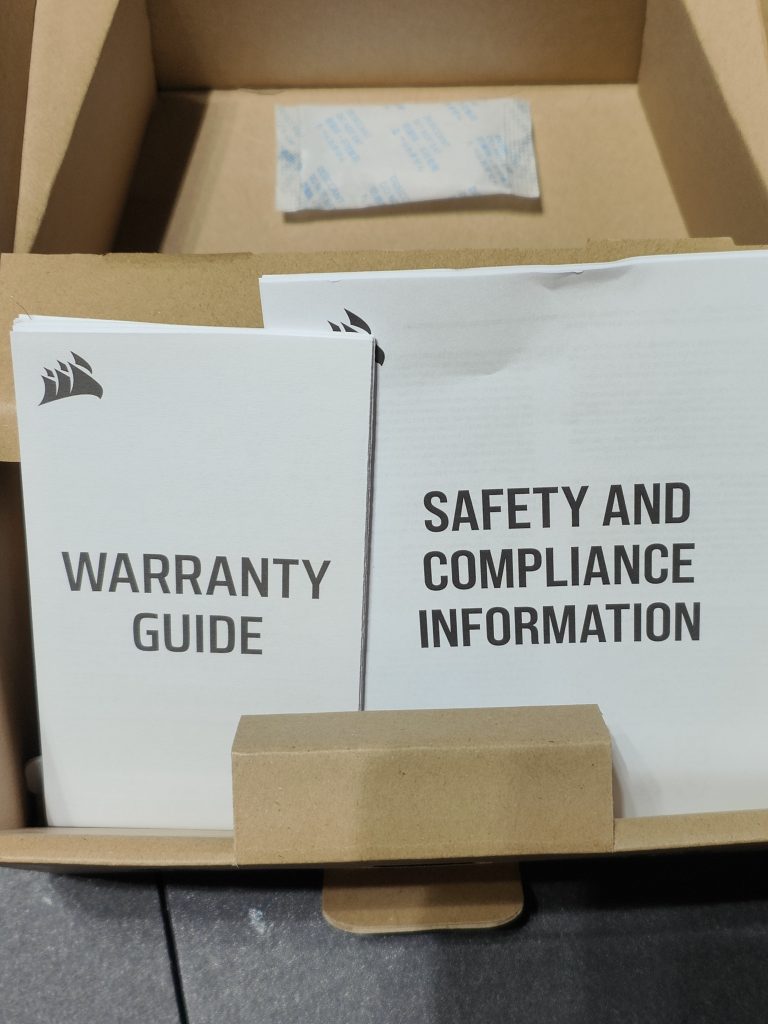 WARRANTY
GUIDE
SAFETY AND
COMPLIANCE
INFORMATION